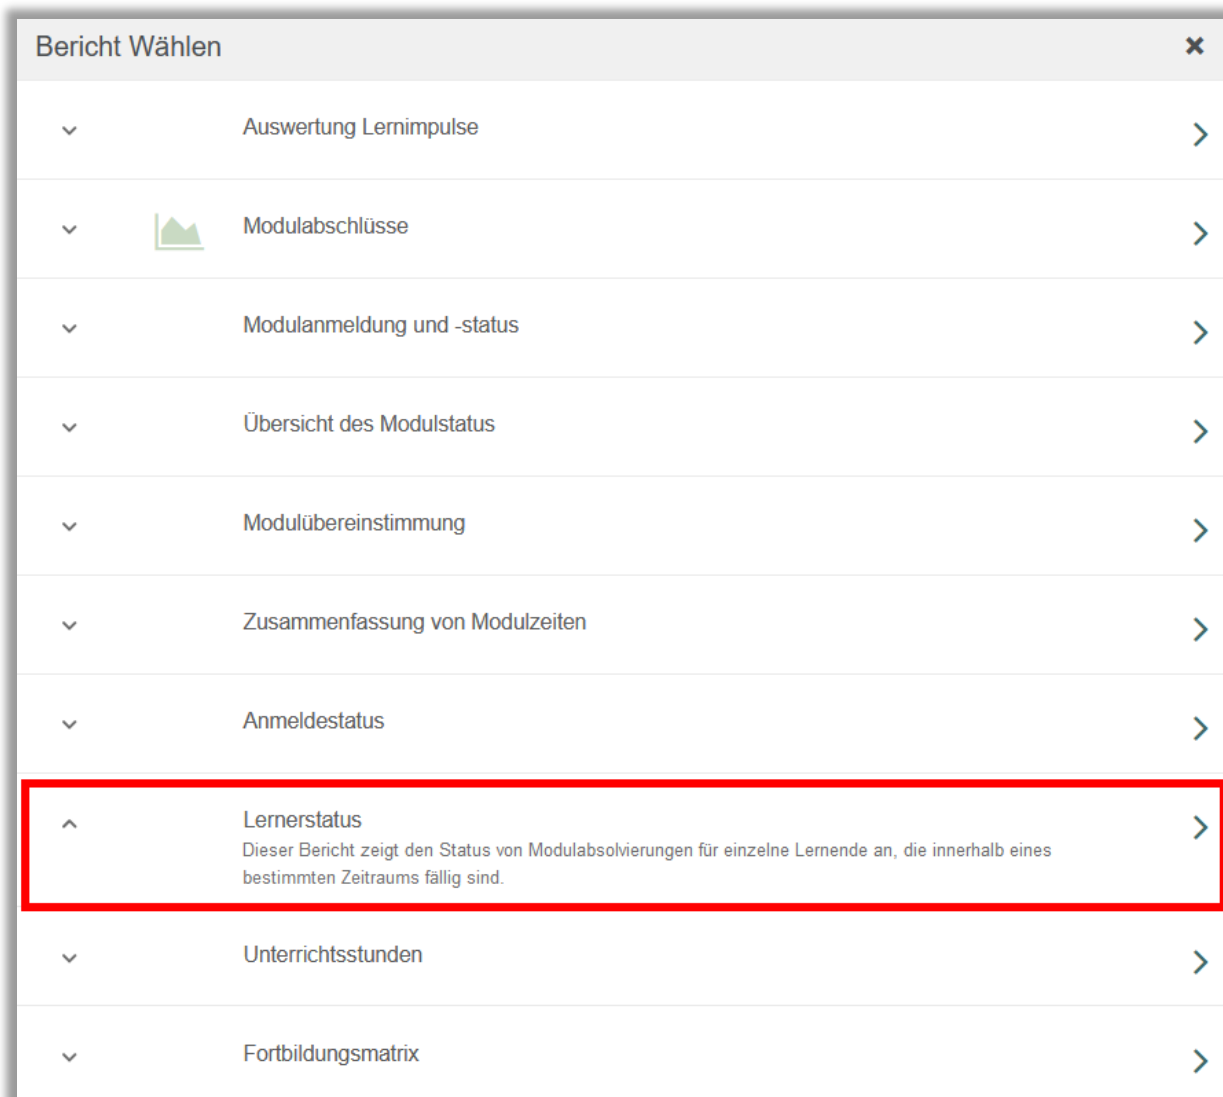 Bericht Wählen
Auswertung Lernimpulse
Modulabschlüsse
Modulanmeldung und -status
Übersicht des Modulstatus
Modulübereinstimmung
Zusammenfassung von Modulzeiten
Anmeldestatus
Lernerstatus
Dieser Bericht zeigt den Status von Modulabsolvierungen für einzelne Lernende an, die innerhalb eines
bestimmten Zeitraums fällig sind.
Unterrichtsstunden
Fortbildungsmatrix